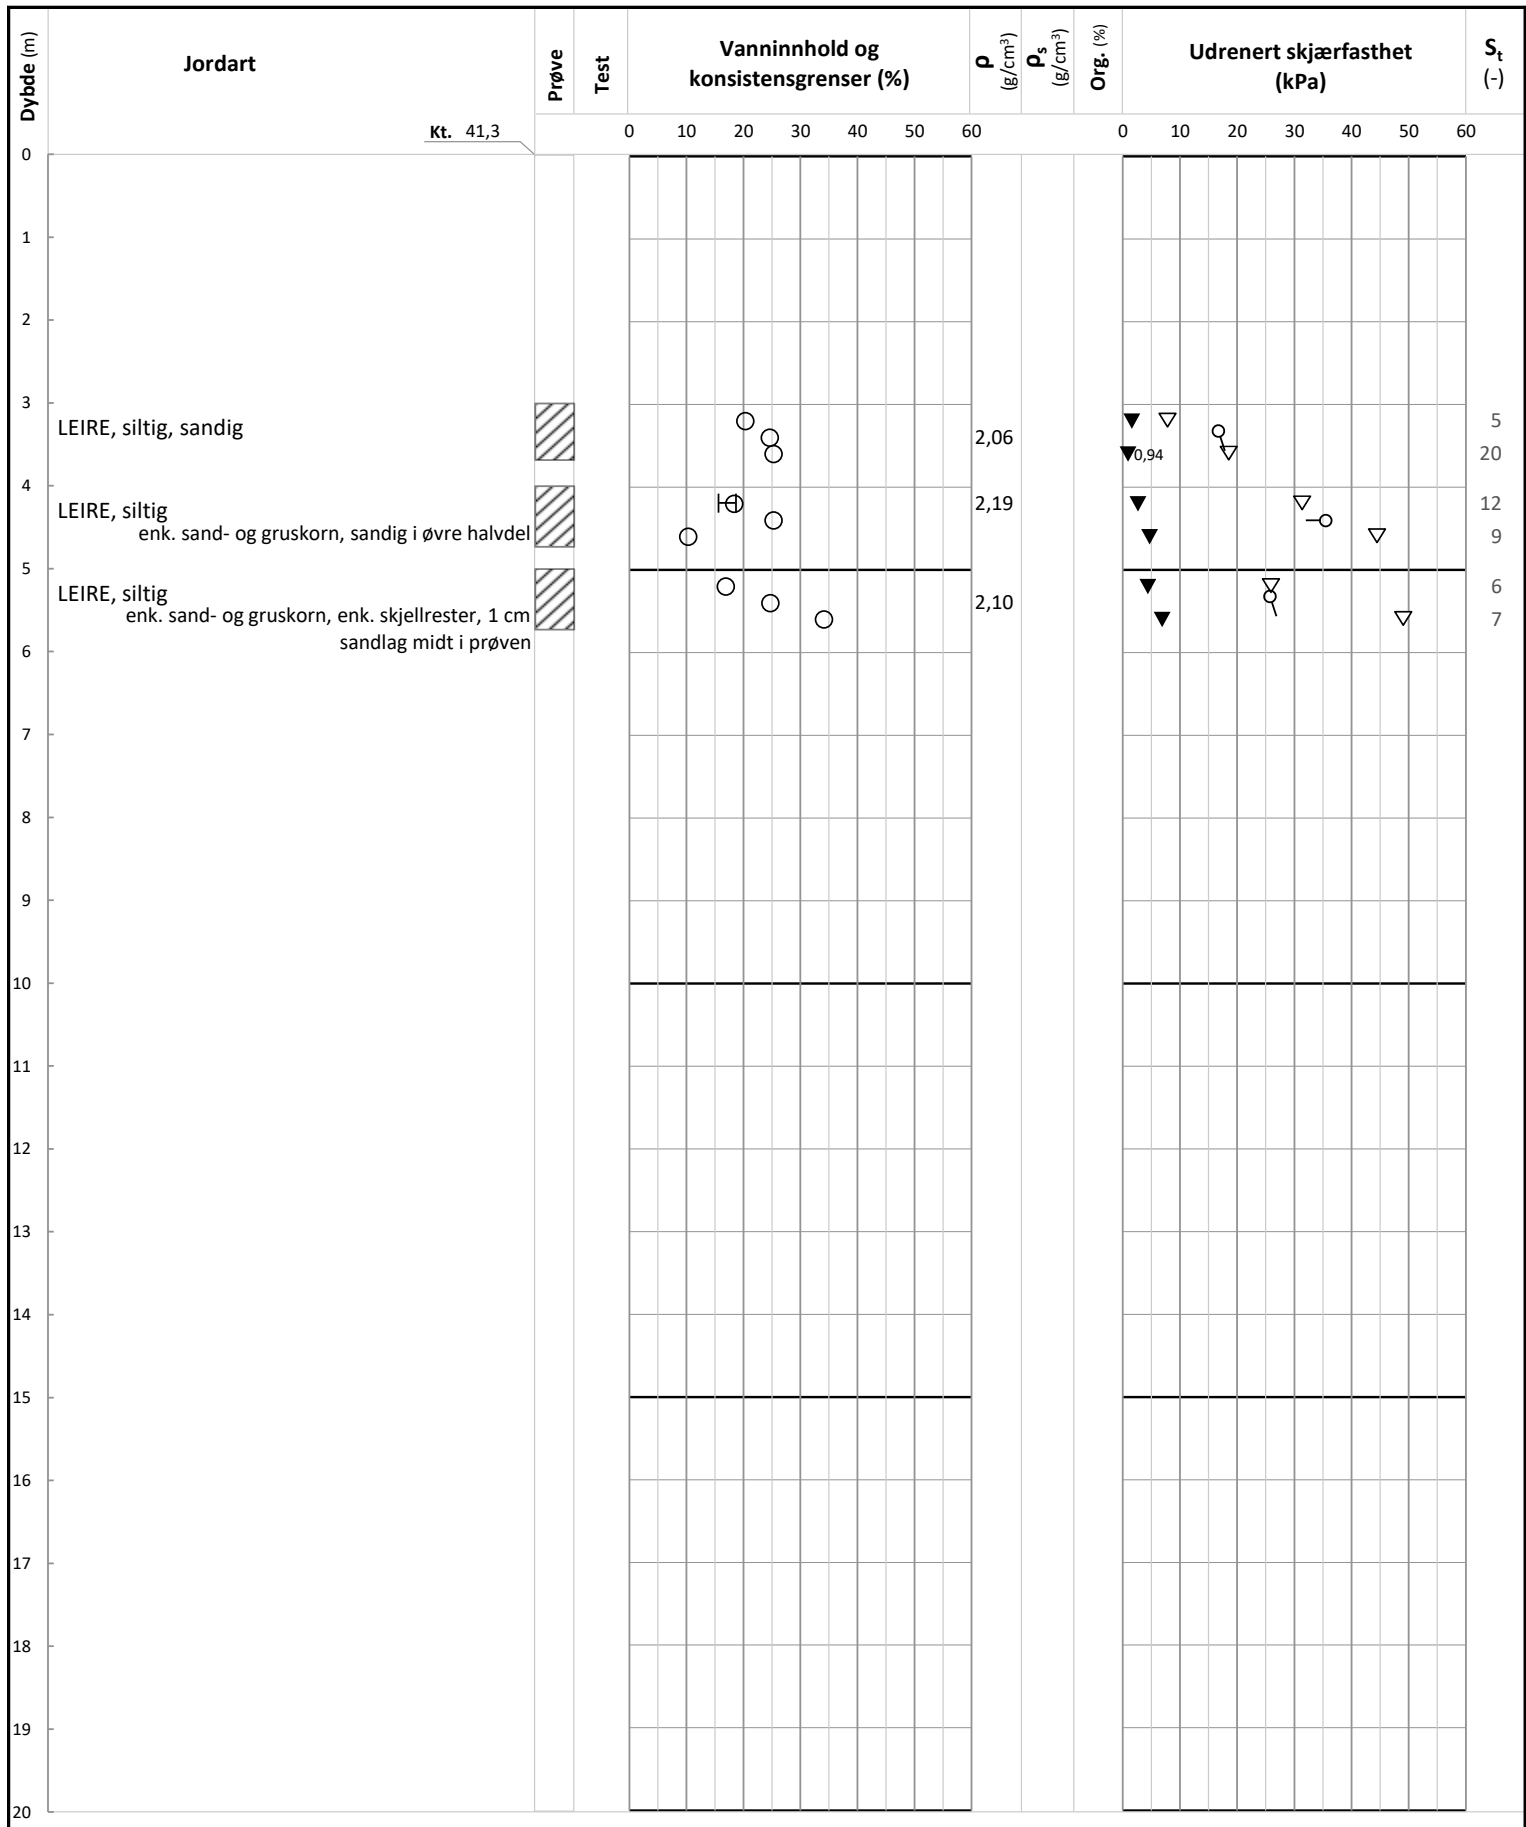 Dybde (m)
Jordart
Prøve
Test
Vanninnhold og
konsistensgrenser (%)
ρ
(g/cm³)
ρs
(g/cm³)
Org. (%)
Udrenert skjærfasthet
(kPa)
St
(-)
Kt. 41,3
0 10 20 30 40 50 60
0 10 20 30 40 50 60
0
1
2
3
LEIRE, siltig, sandig
2,06
5
0,94
20
4
LEIRE, siltig
enk. sand- og gruskorn, sandig i øvre halvdel
2,19
12
9
5
LEIRE, siltig
enk. sand- og gruskorn, enk. skjellrester, 1 cm
sandlag midt i prøven
2,10
6
7
6
7
8
9
10
11
12
13
14
15
16
17
18
19
20